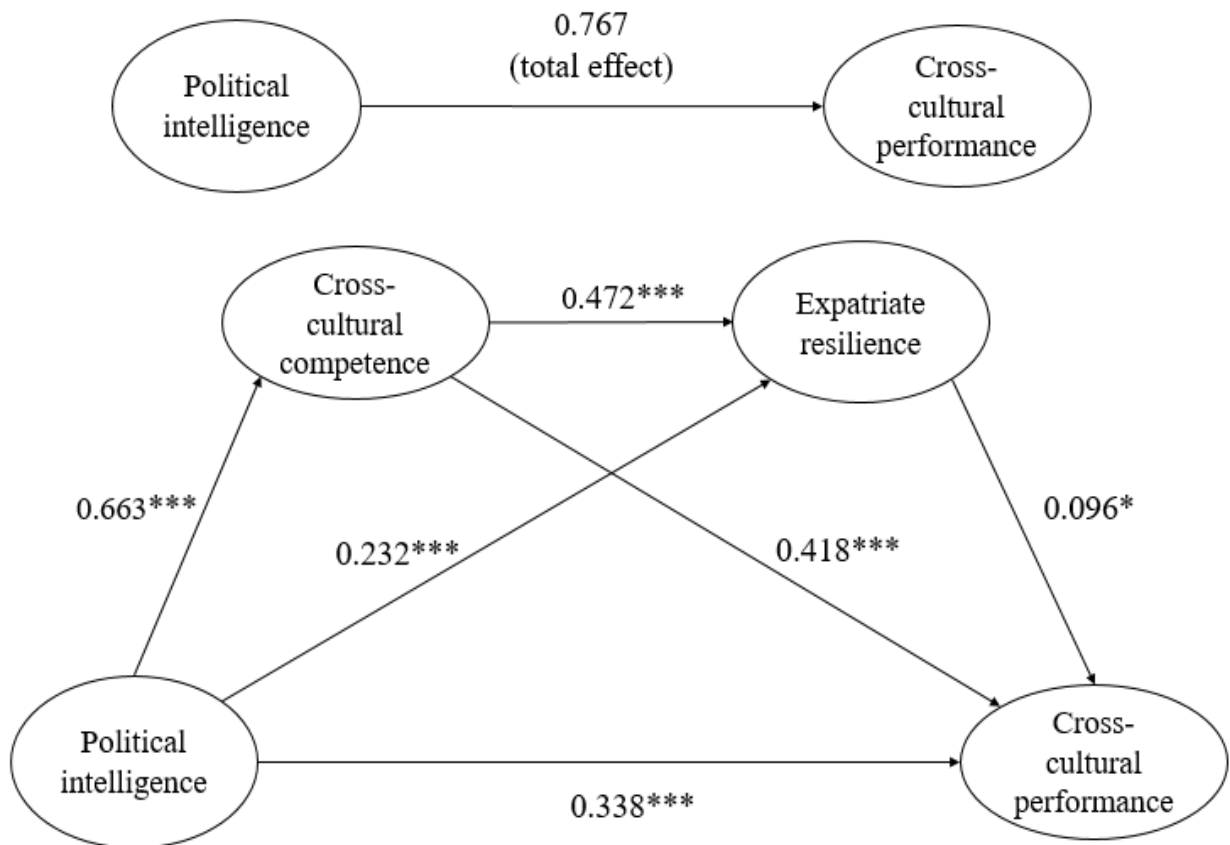 0.767
(total effect)
Political
intelligence
Cross-
cultural
performance
Cross-
cultural
competence
0.472***
Expatriate
resilience
0.663***
0.232***
0.418***
0.096*
Political
intelligence
0.338***
Cross-
cultural
performance